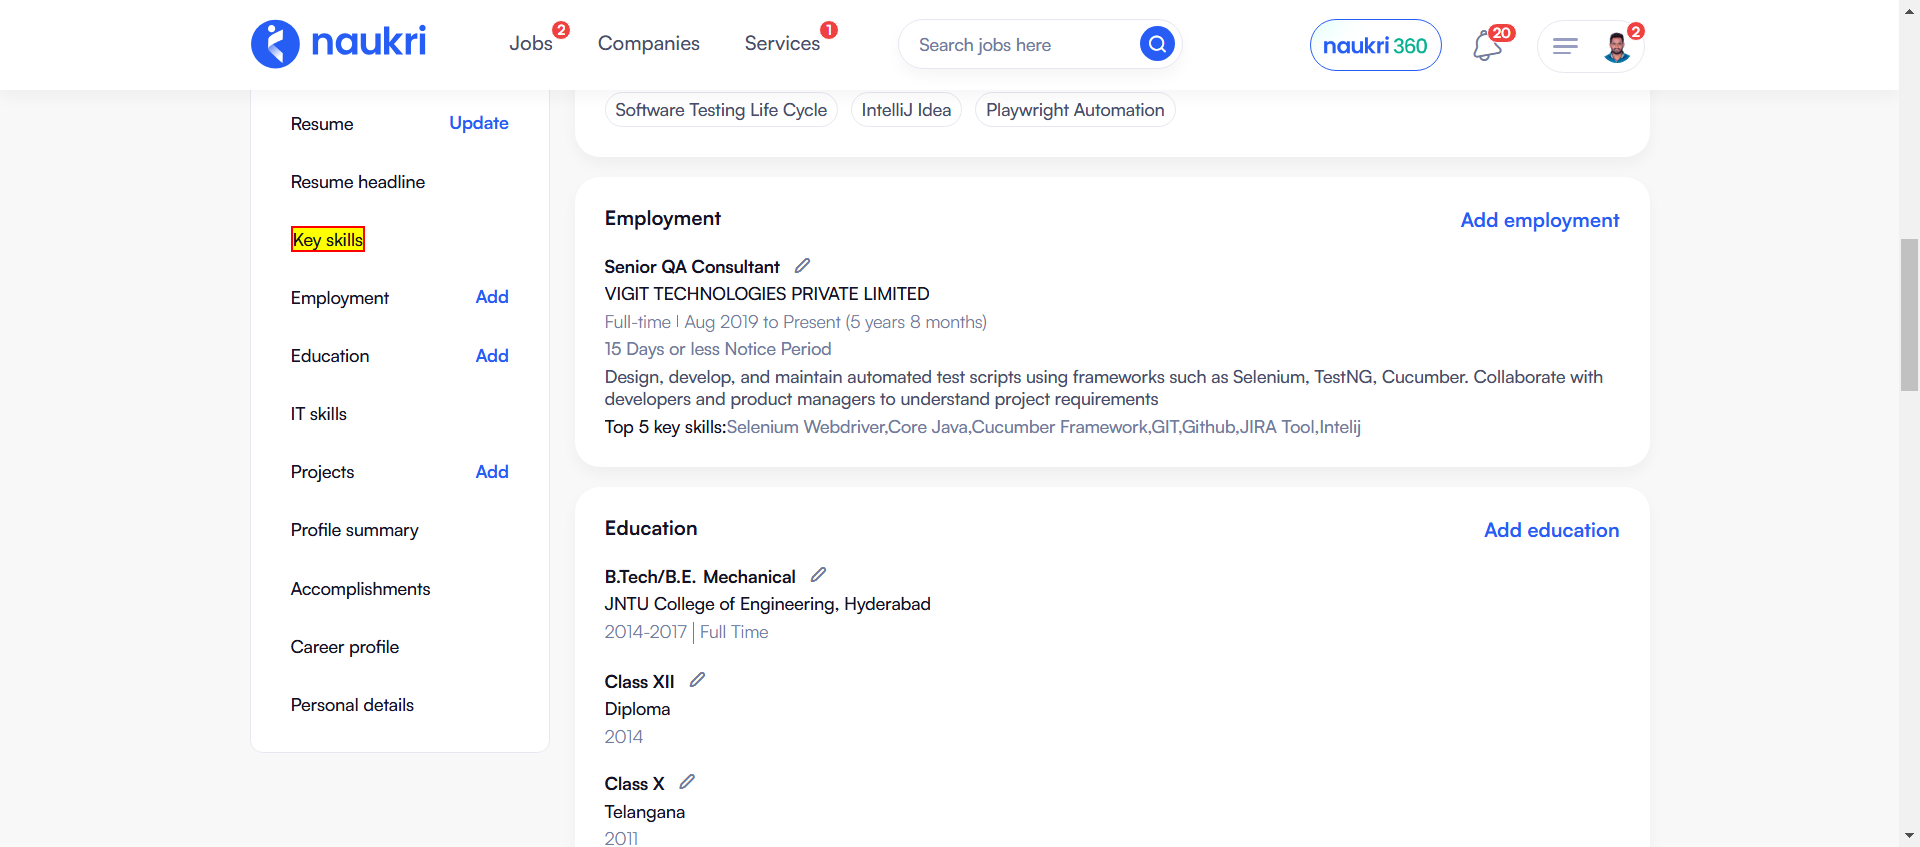 naukri
Jobs
2
Companies
Services
1
Search jobs here
naukri 360
20
2
Resume
Update
Resume headline
Key skills
Employment
Add
Education
Add
IT skills
Projects
Add
Profile summary
Accomplishments
Career profile
Personal details
Software Testing Life Cycle
IntelliJ Idea
Playwright Automation
Employment
Add employment
Senior QA Consultant
VIGIT TECHNOLOGIES PRIVATE LIMITED
Full-time | Aug 2019 to Present (5 years 8 months)
15 Days or less Notice Period
Design, develop, and maintain automated test scripts using frameworks such as Selenium, TestNG, Cucumber. Collaborate with
developers and product managers to understand project requirements
Top 5 key skills:Selenium Webdriver,Core Java,Cucumber Framework,GIT,Github,JIRA Tool,Intelij
Education
Add education
B.Tech/B.E. Mechanical
JNTU College of Engineering, Hyderabad
2014-2017 | Full Time
Class XII
Diploma
2014
Class X
Telangana
2011